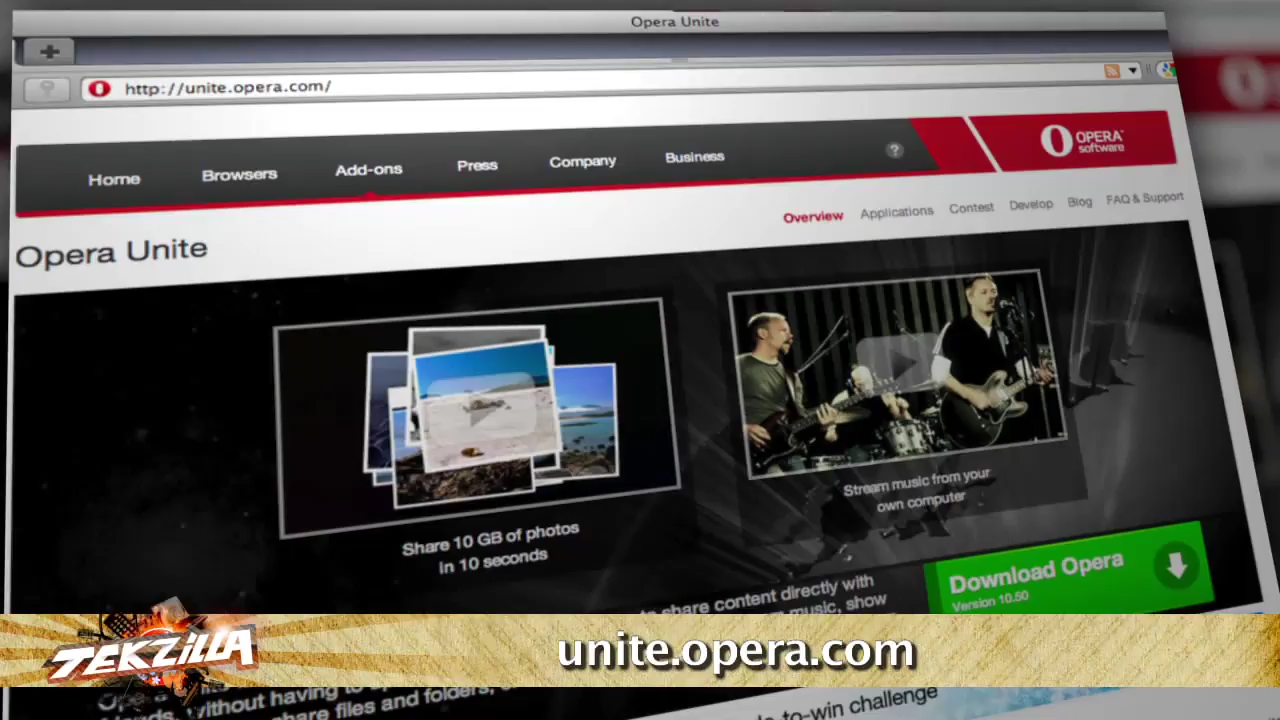 Opera Unite
http://unite.opera.com/
Home Browsers Add-ons Press Company Business ?
OPERA
software
Overview Applications Contest Develop Blog FAQ & Support
Opera Unite
Share 10 GB of photos
in 10 seconds
Stream music from your
own computer
Download Opera
Version 10.50
to share content directly with
music, show
TEKZILLA
unite.opera.com
without having to
share files and folders,
to-win challenge